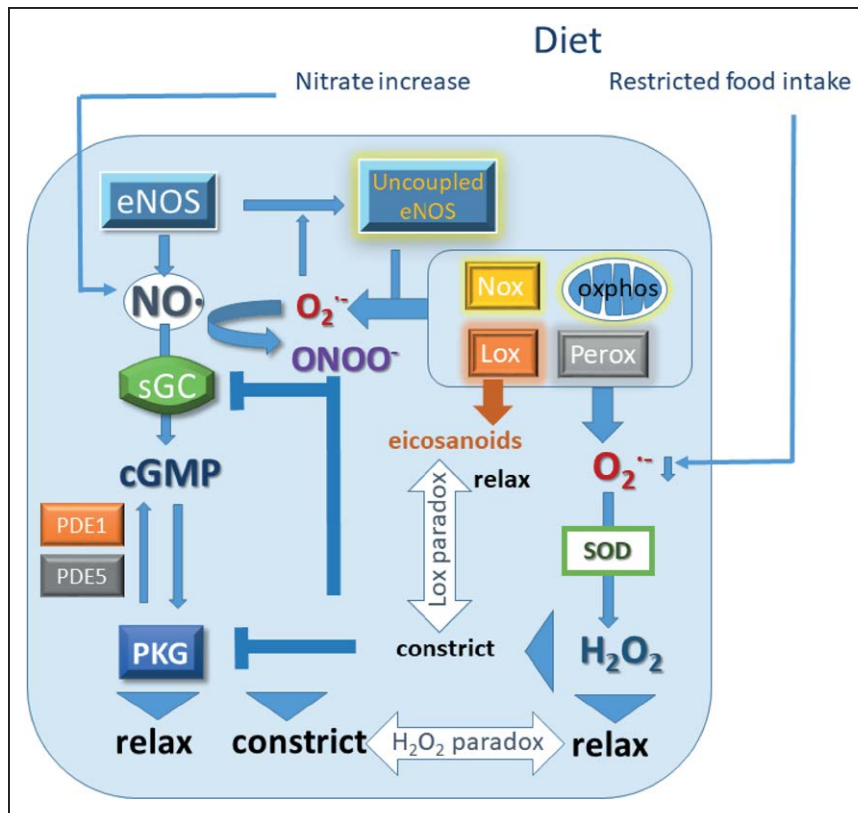 Diet
Nitrate increase
Restricted food intake
eNOS
Uncoupled
eNOS
Nox
oxphos
NO·
O₂·⁻
ONOO⁻
Lox
Perox
sGC
eicosanoids
relax
O₂·⁻
cGMP
PDE1
PDE5
Lox paradox
SOD
PKG
constrict
H₂O₂
relax
constrict
H₂O₂ paradox
relax